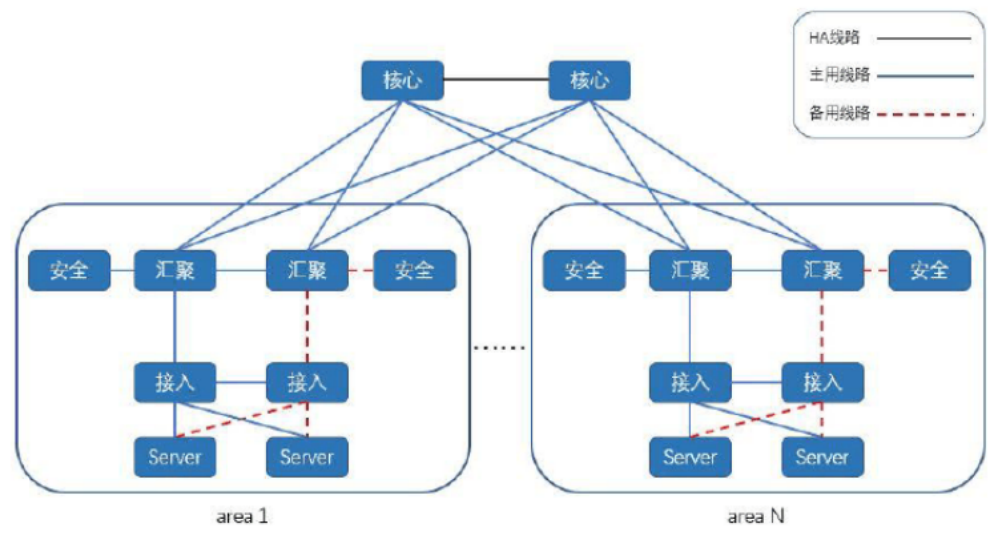 HA线路
主用线路
备用线路
核心 核心
安全 汇聚 汇聚 安全 安全 汇聚 汇聚 安全
......
接入 接入 接入 接入
Server Server Server Server
area 1 area N